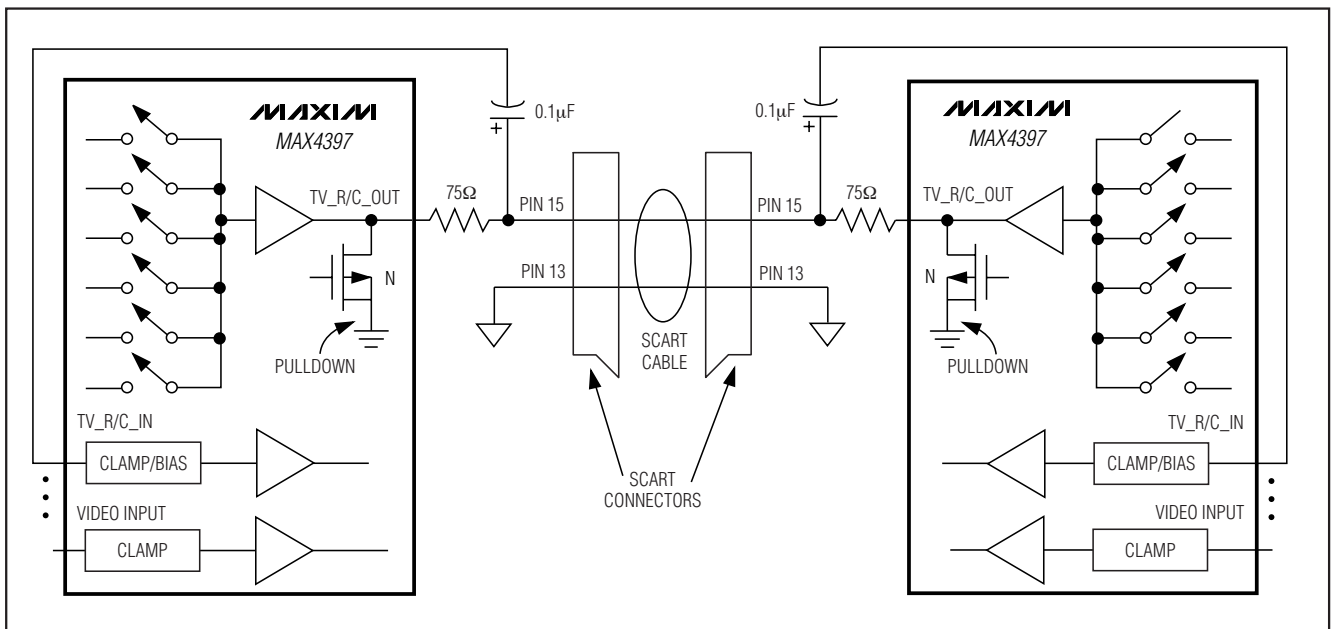 MAXIM
MAX4397
TV_R/C_OUT
75Ω
0.1µF
+
PIN 15
PIN 13
N
PULLDOWN
TV_R/C_IN
CLAMP/BIAS
VIDEO INPUT
CLAMP
SCART
CABLE
SCART
CONNECTORS
0.1µF
+
PIN 15
PIN 13
75Ω
MAXIM
MAX4397
TV_R/C_OUT
N
PULLDOWN
TV_R/C_IN
CLAMP/BIAS
VIDEO INPUT
CLAMP